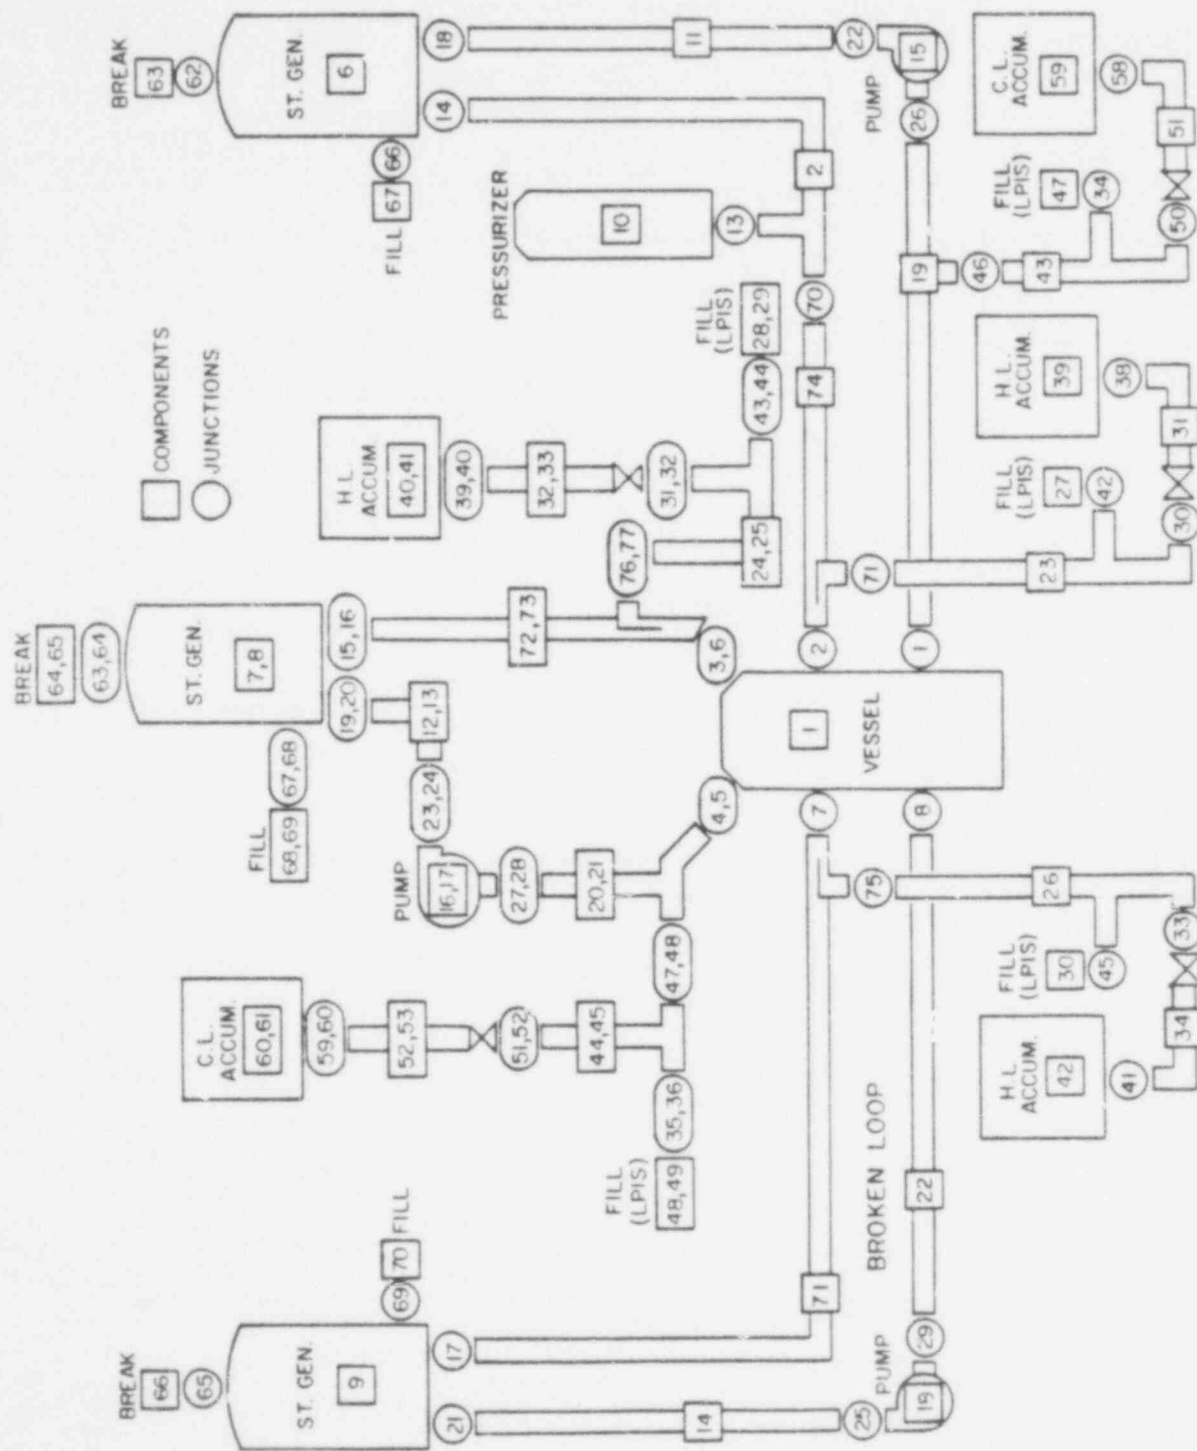 BREAK
66
65
ST. GEN.
9
21
17
69
70
FILL
14
25
PUMP
19
29
71
22
BROKEN LOOP
C.L.
ACCUM.
60,61
59,60
52,53
51,52
44,45
35,36
FILL
(LPIS)
48,49
47,48
BREAK
64,65
63,64
ST. GEN.
7,8
FILL
68,69
67,68
19,20
15,16
12,13
23,24
PUMP
16,17
27,28
20,21
4,5
72,73
3,6
76,77
24,25
COMPONENTS
JUNCTIONS
H.L.
ACCUM
40,41
39,40
32,33
31,32
43,44
FILL
(LPIS)
28,29
PRESSURIZER
10
13
70
74
2
BREAK
63
62
ST. GEN.
6
FILL
67
66
14
18
11
22
PUMP
15
26
19
1
VESSEL
7
8
2
1
75
26
FILL
(LPIS)
30
45
33
34
H.L.
ACCUM.
42
41
71
23
FILL
(LPIS)
27
42
30
31
H.L.
ACCUM.
39
38
46
43
FILL
(LPIS)
47
34
50
51
C.L.
ACCUM.
59
58